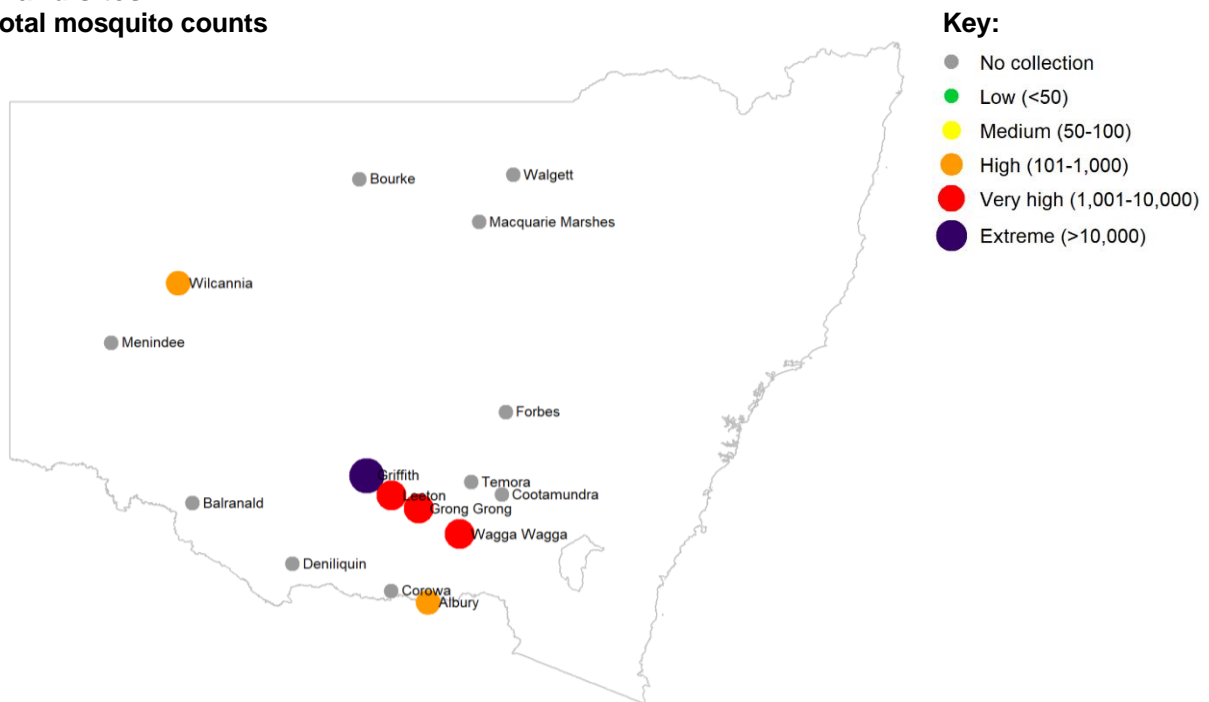 otal mosquito counts
Key:
No collection
Low (<50)
Medium (50-100)
High (101-1,000)
Very high (1,001-10,000)
Extreme (>10,000)
Bourke
Walgett
Macquarie Marshes
Wilcannia
Menindee
Forbes
Griffith
Temora
Leeton
Cootamundra
Balranald
Grong Grong
Wagga Wagga
Deniliquin
Corowa
Albury